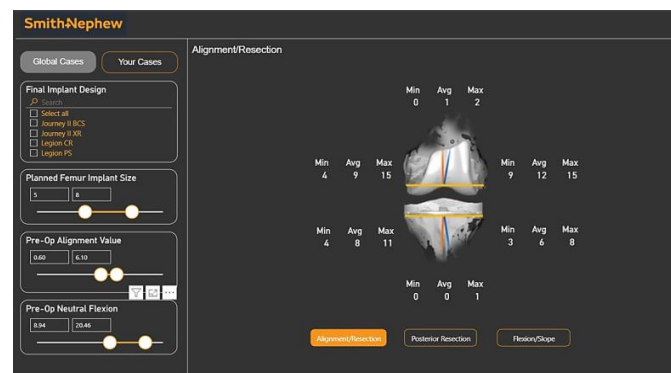 Smith+Nephew
Global Cases
Your Cases
Final Implant Design
Search
Select all
Journey II BCS
Journey II XR
Legion CR
Legion PS
Planned Femur Implant Size
5 8
Pre-Op Alignment Value
0.60 6.10
Pre-Op Neutral Flexion
8.94 20.46
Alignment/Resection
Min Avg Max
0 1 2
Min Avg Max
4 9 15
Min Avg Max
9 12 15
Min Avg Max
4 8 11
Min Avg Max
3 6 8
Min Avg Max
0 0 1
Alignment/Resection
Posterior Resection
Flexion/Slope